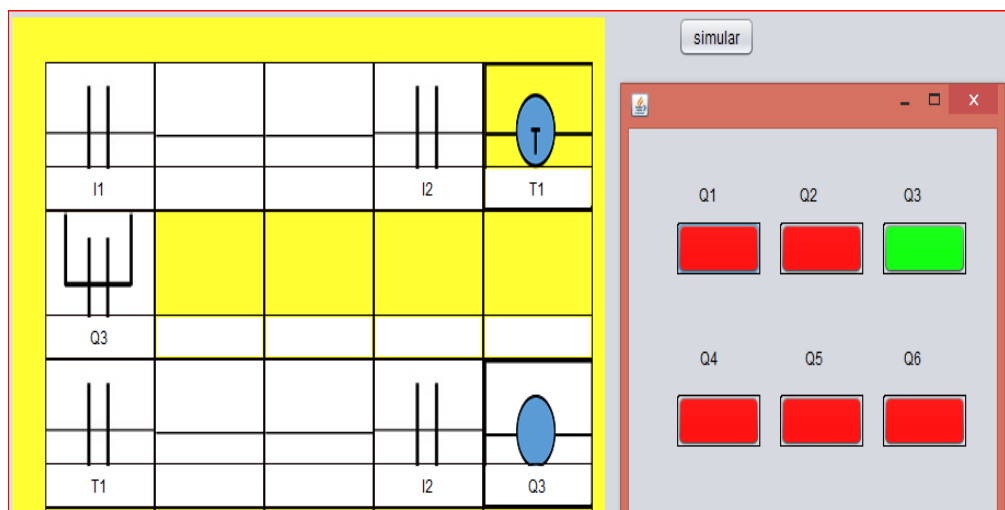 simular
I1 I2 T1
T
Q3
T1 I2 Q3
x
Q1 Q2 Q3
Q4 Q5 Q6